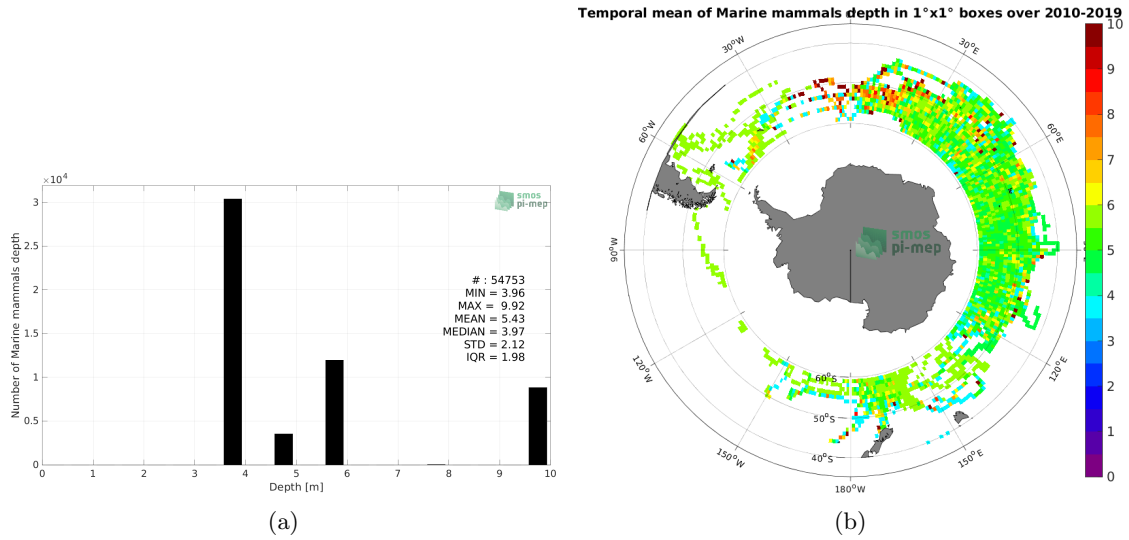 Temporal mean of Marine mammals depth in 1°x1° boxes over 2010-2019
×10⁴
3
2.5
2
1.5
1
0.5
0
Number of Marine mammals depth
smos
pi-mep
# : 54753
MIN = 3.96
MAX = 9.92
MEAN = 5.43
MEDIAN = 3.97
STD = 2.12
IQR = 1.98
0 1 2 3 4 5 6 7 8 9 10
Depth [m]
(a)
0°
30°W
30°E
60°W
60°E
90°W
120°W
120°E
150°W
150°E
180°W
60°S
50°S
40°S
smos
pi-mep
10
9
8
7
6
5
4
3
2
1
0
(b)